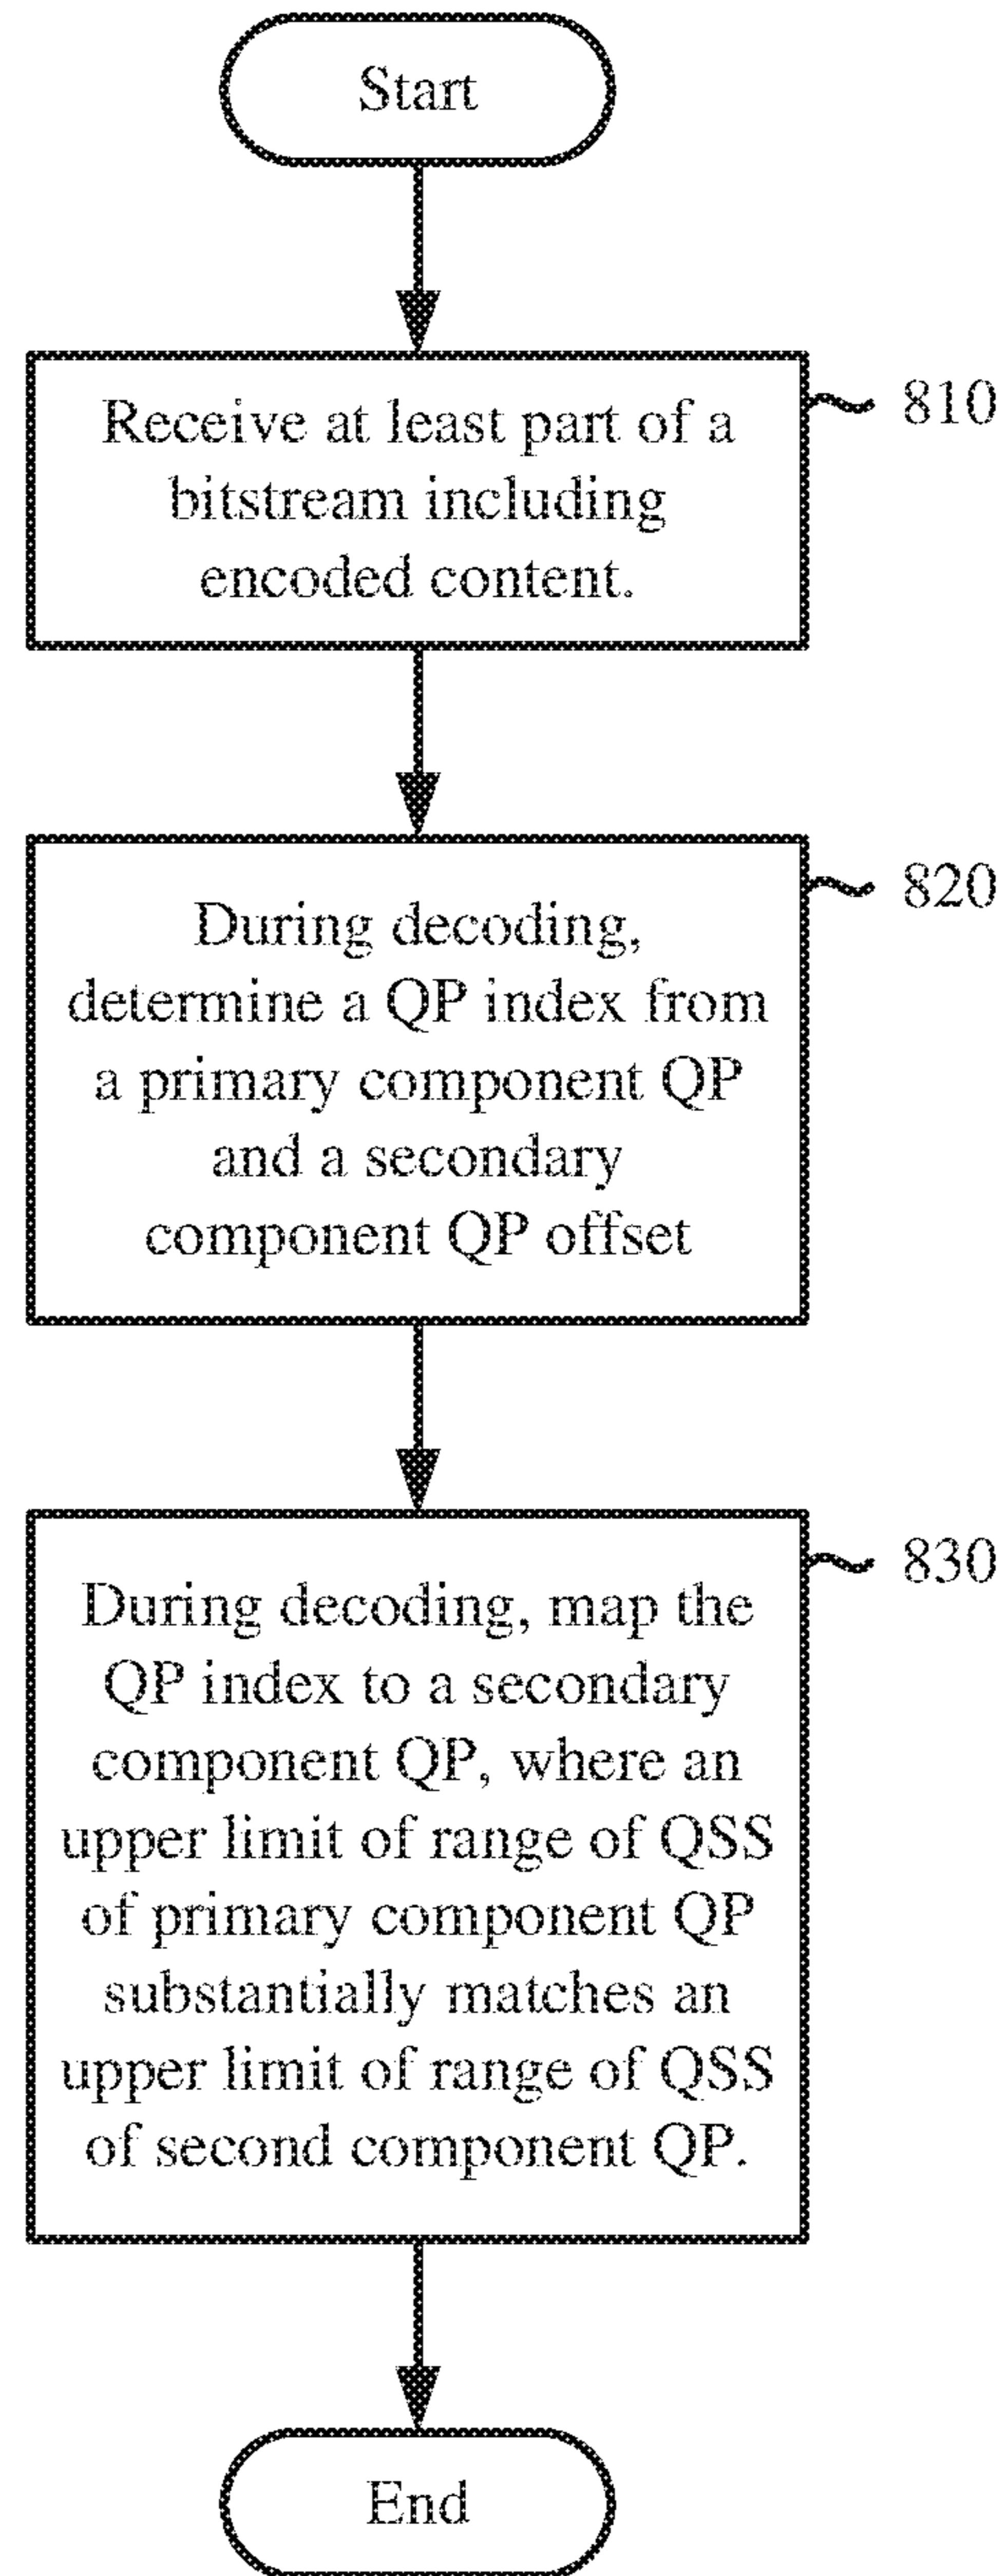 Start
Receive at least part of a
bitstream including
encoded content.
810
During decoding,
determine a QP index from
a primary component QP
and a secondary
component QP offset
820
During decoding, map the
QP index to a secondary
component QP, where an
upper limit of range of QSS
of primary component QP
substantially matches an
upper limit of range of QSS
of second component QP.
830
End